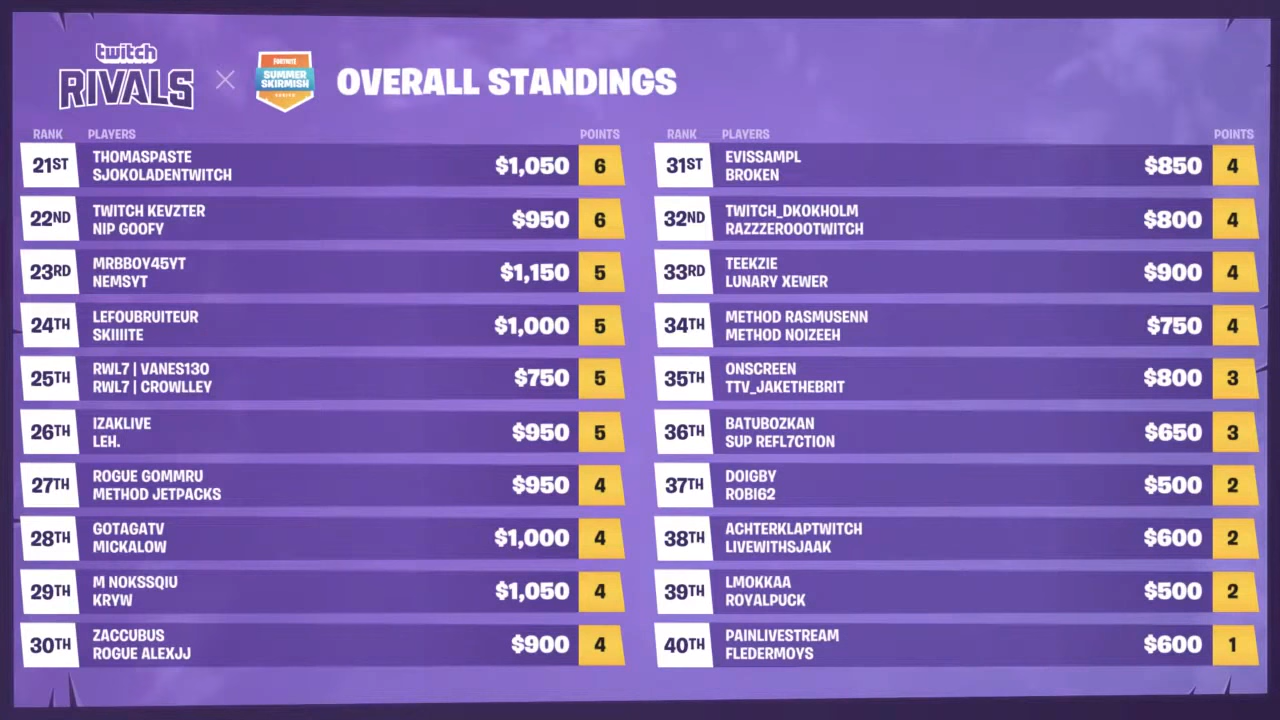 twitch
RIVALS
FORTNITE
SUMMER
SKIRMISH
SERIES
OVERALL STANDINGS
RANK PLAYERS POINTS
21ST THOMASPASTE $1,050 6
SJOKOLADENTWITCH
22ND TWITCH KEVZTER $950 6
NIP GOOFY
23RD MRBBOY45YT $1,150 5
NEMSYT
24TH LEFOUBRUITEUR $1,000 5
SKIIIITE
25TH RWL7 | VANES130 $750 5
RWL7 | CROWLLEY
26TH IZAKLIVE $950 5
LEH.
27TH ROGUE GOMMRU $950 4
METHOD JETPACKS
28TH GOTAGATV $1,000 4
MICKALOW
29TH M NOKSSQIU $1,050 4
KRYW
30TH ZACCUBUS $900 4
ROGUE ALEXJJ
RANK PLAYERS POINTS
31ST EVISSAMPL $850 4
BROKEN
32ND TWITCH_DKOKHOLM $800 4
RAZZZEROOOTWITCH
33RD TEEKZIE $900 4
LUNARY XEWER
34TH METHOD RASMUSENN $750 4
METHOD NOIZEEH
35TH ONSCREEN $800 3
TTV_JAKETHEBRIT
36TH BATUBOZKAN $650 3
SUP REFL7CTION
37TH DOIGBY $500 2
ROBI62
38TH ACHTERKLAPTWITCH $600 2
LIVEWITHSJAAK
39TH LMOKKAA $500 2
ROYALPUCK
40TH PAINLIVESTREAM $600 1
FLEDERMOYS